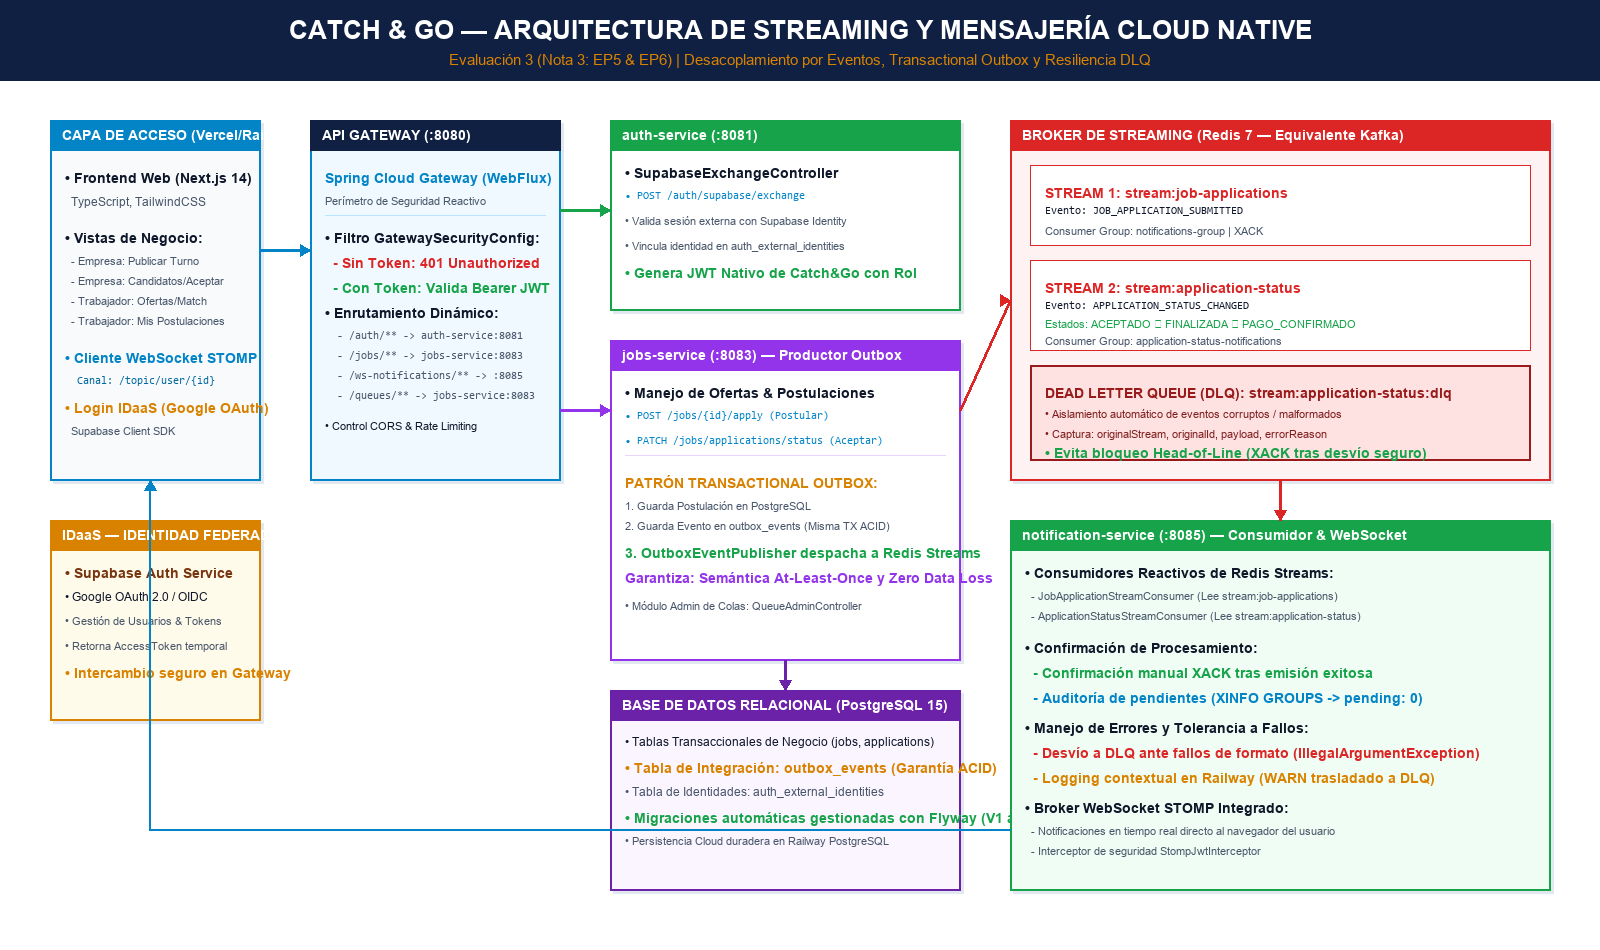 CATCH & GO — ARQUITECTURA DE STREAMING Y MENSAJERÍA CLOUD NATIVE
Evaluación 3 (Nota 3: EP5 & EP6) | Desacoplamiento por Eventos, Transactional Outbox y Resiliencia DLQ
CAPA DE ACCESO (Vercel/Ra
• Frontend Web (Next.js 14)
TypeScript, TailwindCSS
• Vistas de Negocio:
- Empresa: Publicar Turno
- Empresa: Candidatos/Aceptar
- Trabajador: Ofertas/Match
- Trabajador: Mis Postulaciones
• Cliente WebSocket STOMP
Canal: /topic/user/{id}
• Login IDaaS (Google OAuth)
Supabase Client SDK
IDaaS — IDENTIDAD FEDERA
• Supabase Auth Service
• Google OAuth 2.0 / OIDC
• Gestión de Usuarios & Tokens
• Retorna AccessToken temporal
• Intercambio seguro en Gateway
API GATEWAY (:8080)
Spring Cloud Gateway (WebFlux)
Perímetro de Seguridad Reactivo
• Filtro GatewaySecurityConfig:
- Sin Token: 401 Unauthorized
- Con Token: Valida Bearer JWT
• Enrutamiento Dinámico:
- /auth/** -> auth-service:8081
- /jobs/** -> jobs-service:8083
- /ws-notifications/** -> :8085
- /queues/** -> jobs-service:8083
• Control CORS & Rate Limiting
auth-service (:8081)
• SupabaseExchangeController
• POST /auth/supabase/exchange
• Valida sesión externa con Supabase Identity
• Vincula identidad en auth_external_identities
• Genera JWT Nativo de Catch&Go con Rol
jobs-service (:8083) — Productor Outbox
• Manejo de Ofertas & Postulaciones
• POST /jobs/{id}/apply (Postular)
• PATCH /jobs/applications/status (Aceptar)
PATRÓN TRANSACTIONAL OUTBOX:
1. Guarda Postulación en PostgreSQL
2. Guarda Evento en outbox_events (Misma TX ACID)
3. OutboxEventPublisher despacha a Redis Streams
Garantiza: Semántica At-Least-Once y Zero Data Loss
• Módulo Admin de Colas: QueueAdminController
BASE DE DATOS RELACIONAL (PostgreSQL 15)
• Tablas Transaccionales de Negocio (jobs, applications)
• Tabla de Integración: outbox_events (Garantía ACID)
• Tabla de Identidades: auth_external_identities
• Migraciones automáticas gestionadas con Flyway (V1 a
• Persistencia Cloud duradera en Railway PostgreSQL
BROKER DE STREAMING (Redis 7 — Equivalente Kafka)
STREAM 1: stream:job-applications
Evento: JOB_APPLICATION_SUBMITTED
Consumer Group: notifications-group | XACK
STREAM 2: stream:application-status
Evento: APPLICATION_STATUS_CHANGED
Estados: ACEPTADO ▯ FINALIZADA ▯ PAGO_CONFIRMADO
Consumer Group: application-status-notifications
DEAD LETTER QUEUE (DLQ): stream:application-status:dlq
• Aislamiento automático de eventos corruptos / malformados
• Captura: originalStream, originalId, payload, errorReason
• Evita bloqueo Head-of-Line (XACK tras desvío seguro)
notification-service (:8085) — Consumidor & WebSocket
• Consumidores Reactivos de Redis Streams:
- JobApplicationStreamConsumer (Lee stream:job-applications)
- ApplicationStatusStreamConsumer (Lee stream:application-status)
• Confirmación de Procesamiento:
- Confirmación manual XACK tras emisión exitosa
- Auditoría de pendientes (XINFO GROUPS -> pending: 0)
• Manejo de Errores y Tolerancia a Fallos:
- Desvío a DLQ ante fallos de formato (IllegalArgumentException)
- Logging contextual en Railway (WARN trasladado a DLQ)
• Broker WebSocket STOMP Integrado:
- Notificaciones en tiempo real directo al navegador del usuario
- Interceptor de seguridad StompJwtInterceptor